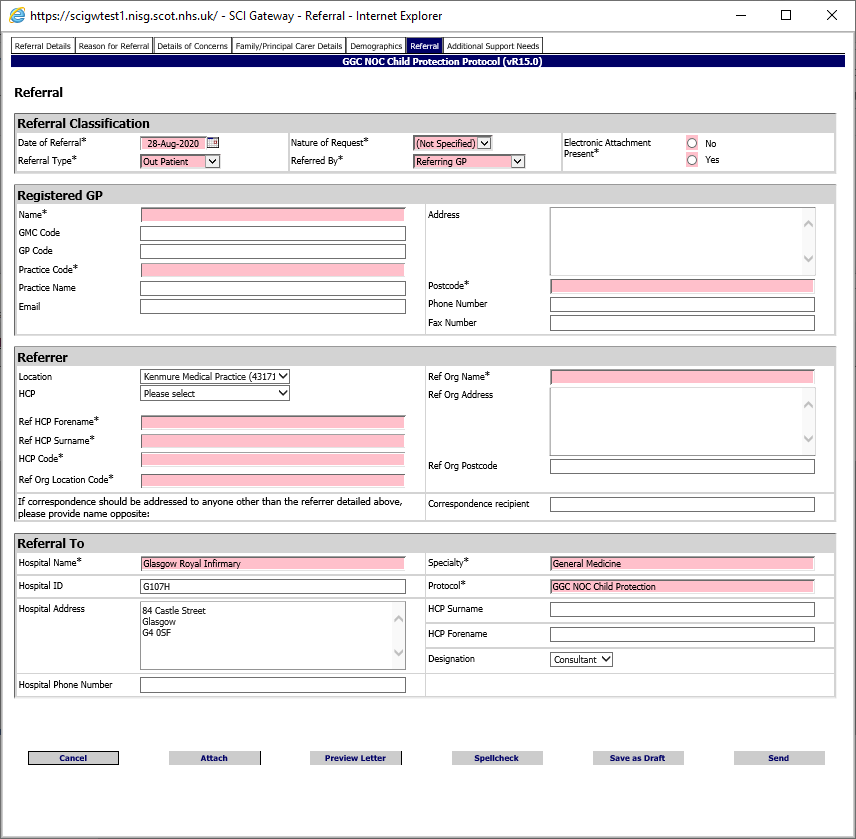 https://scigwtest1.nisg.scot.nhs.uk/ - SCI Gateway - Referral - Internet Explorer
Referral Details Reason for Referral Details of Concerns Family/Principal Carer Details Demographics Referral Additional Support Needs
GGC NOC Child Protection Protocol (vR15.0)
Referral
Referral Classification
Date of Referral* 28-Aug-2020 Nature of Request* (Not Specified) Electronic Attachment Present* No
Referral Type* Out Patient Referred By* Referring GP Yes
Registered GP
Name* Address
GMC Code
GP Code
Practice Code*
Practice Name Postcode*
Email Phone Number
Fax Number
Referrer
Location Kenmure Medical Practice (43171 Ref Org Name*
HCP Please select Ref Org Address
Ref HCP Forename*
Ref HCP Surname*
HCP Code* Ref Org Postcode
Ref Org Location Code*
If correspondence should be addressed to anyone other than the referrer detailed above, Correspondence recipient
please provide name opposite:
Referral To
Hospital Name* Glasgow Royal Infirmary Specialty* General Medicine
Hospital ID G107H Protocol* GGC NOC Child Protection
Hospital Address 84 Castle Street HCP Surname
Glasgow
G4 0SF HCP Forename
Designation Consultant
Hospital Phone Number
Cancel Attach Preview Letter Spellcheck Save as Draft Send